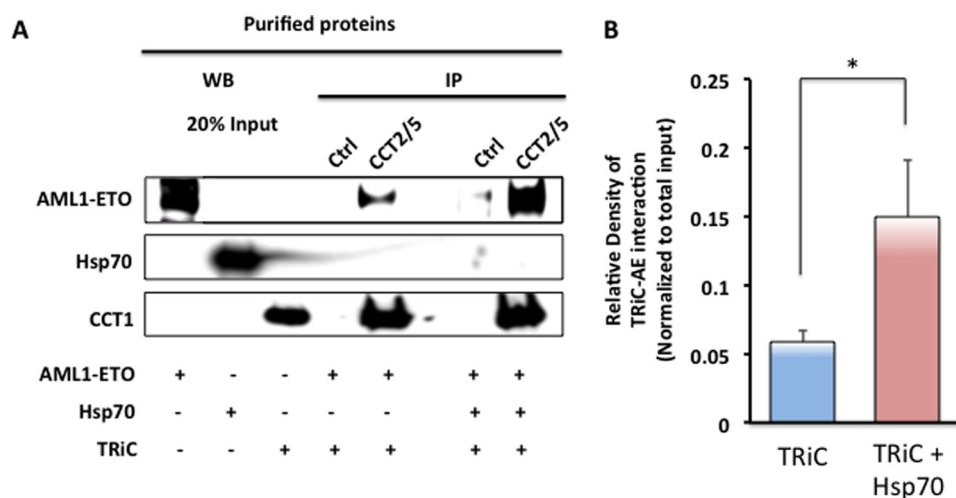 A
Purified proteins
WB
IP
20% Input
Ctrl
CCT2/5
Ctrl
CCT2/5
AML1-ETO
Hsp70
CCT1
AML1-ETO + - - + + + +
Hsp70 - + - - - + +
TRiC - - + + + + +
B
*
Relative Density of
TRiC-AE interaction
(Normalized to total input)
0.25
0.2
0.15
0.1
0.05
0
TRiC
TRiC +
Hsp70